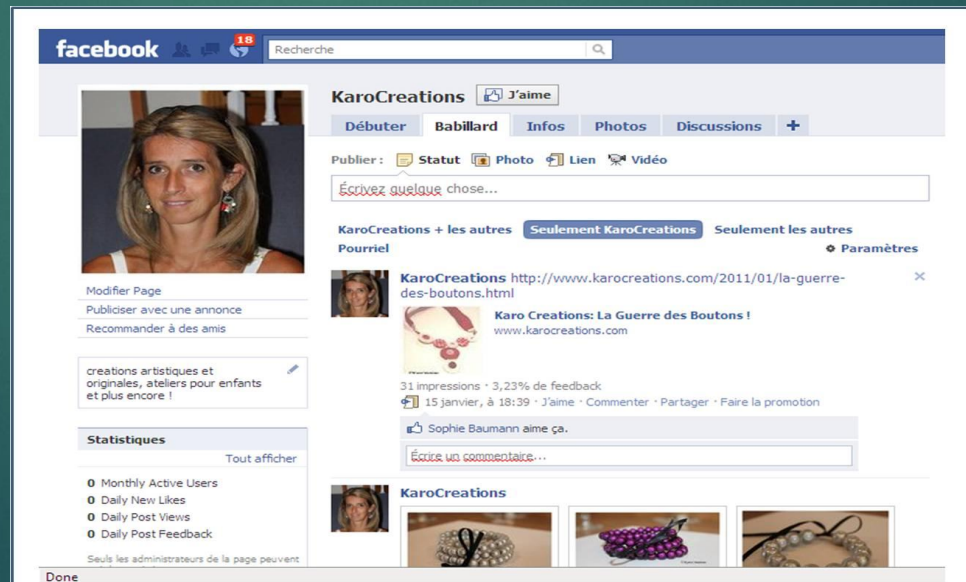 facebook
18
Recherche
KaroCreations J'aime
Débuter Babillard Infos Photos Discussions +
Publier : Statut Photo Lien Vidéo
Écrivez quelque chose...
KaroCreations + les autres Seulement KaroCreations Seulement les autres
Pourriel Paramètres
KaroCreations http://www.karocreations.com/2011/01/la-guerre-
des-boutons.html
Karo Creations: La Guerre des Boutons !
www.karocreations.com
31 impressions · 3,23% de feedback
15 janvier, à 18:39 · J'aime · Commenter · Partager · Faire la promotion
Sophie Baumann aime ça.
Écrire un commentaire...
KaroCreations
Modifier Page
Publiciser avec une annonce
Recommander à des amis
creations artistiques et
originales, ateliers pour enfants
et plus encore !
Statistiques
Tout afficher
0 Monthly Active Users
0 Daily New Likes
0 Daily Post Views
0 Daily Post Feedback
Seuls les administrateurs de la page peuvent
Done